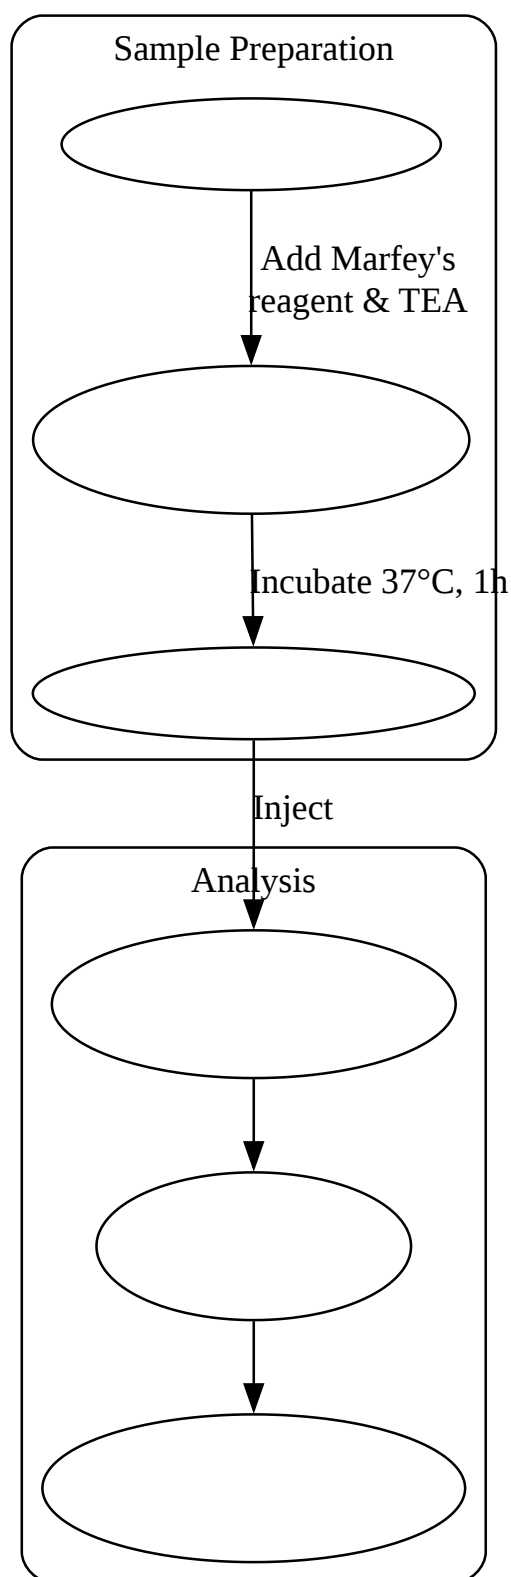 Sample Preparation
Add Marfey's
reagent & TEA
Incubate 37°C, 1h
Inject
Analysis